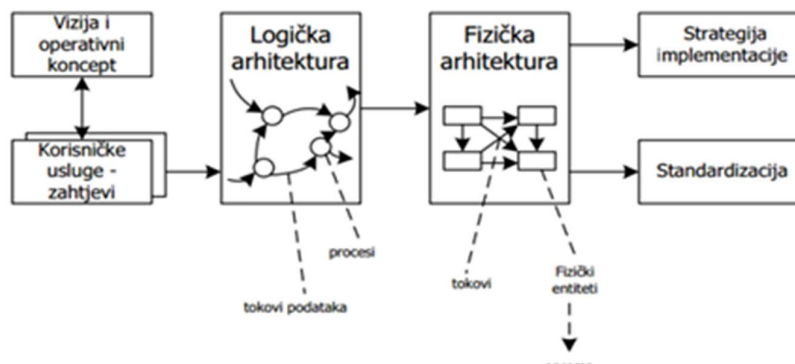 Vizija i
operativni
koncept
Korisničke
usluge -
zahtjevi
Logička
arhitektura
Fizička
arhitektura
Strategija
implementacije
Standardizacija
procesi
tokovi podataka
tokovi
Fizički
entiteti